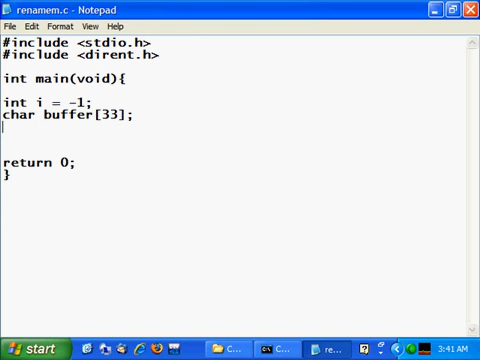 renamem.c - Notepad
File Edit Format View Help
#include <stdio.h>
#include <dirent.h>
int main(void){
int i = -1;
char buffer[33];
return 0;
}
start C... C... re... 3:41 AM